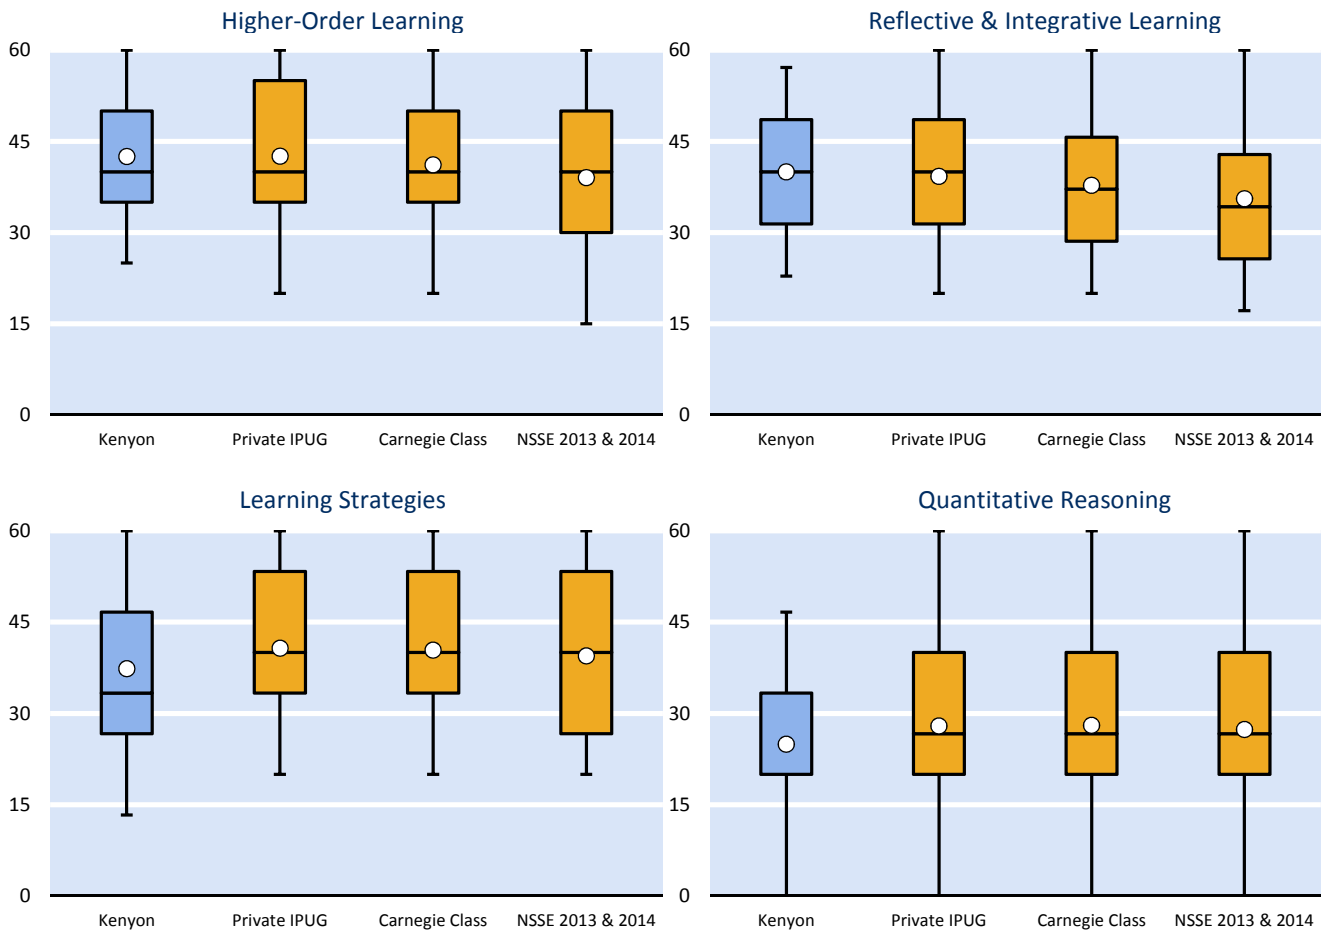 Higher-Order Learning
60
45
30
15
0
Kenyon Private IPUG Carnegie Class NSSE 2013 & 2014
Reflective & Integrative Learning
60
45
30
15
0
Kenyon Private IPUG Carnegie Class NSSE 2013 & 2014
Learning Strategies
60
45
30
15
0
Kenyon Private IPUG Carnegie Class NSSE 2013 & 2014
Quantitative Reasoning
60
45
30
15
0
Kenyon Private IPUG Carnegie Class NSSE 2013 & 2014